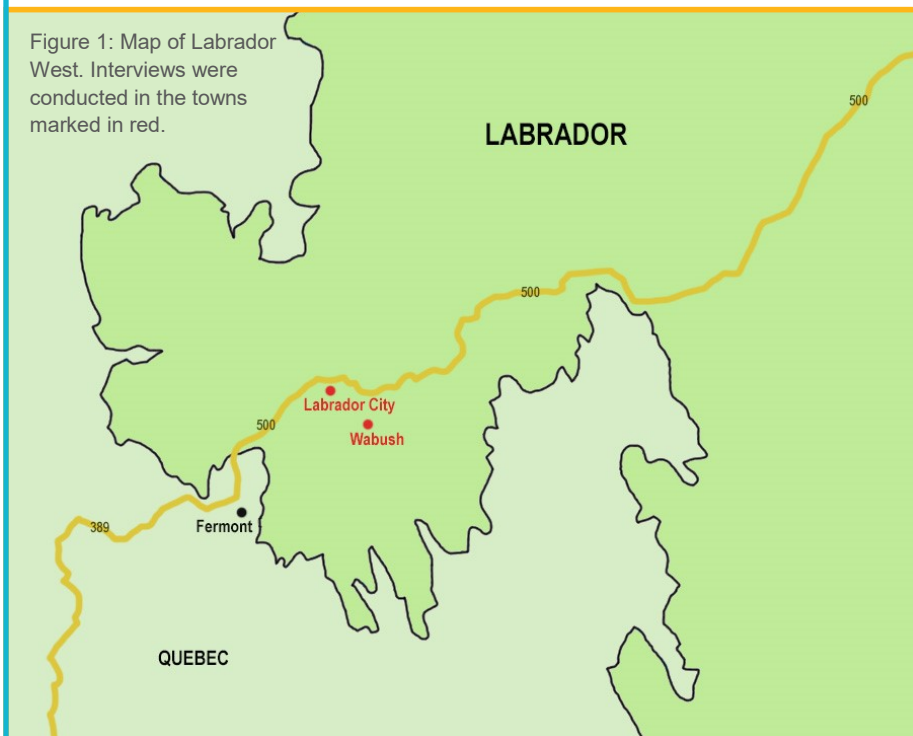 Figure 1: Map of Labrador
West. Interviews were
conducted in the towns
marked in red.
500
LABRADOR
500
Labrador City
500
Wabush
389
Fermont
QUEBEC